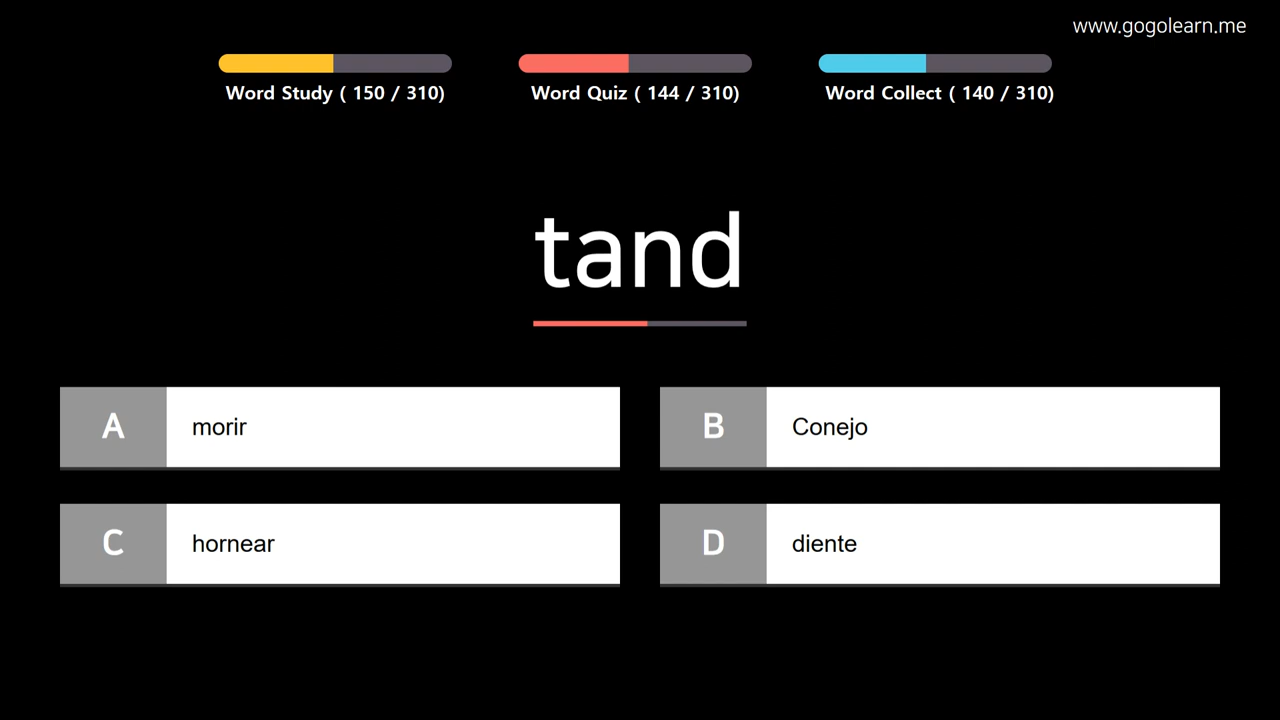 www.gogolearn.me
Word Study ( 150 / 310)
Word Quiz ( 144 / 310)
Word Collect ( 140 / 310)
tand
A morir
B Conejo
C hornear
D diente